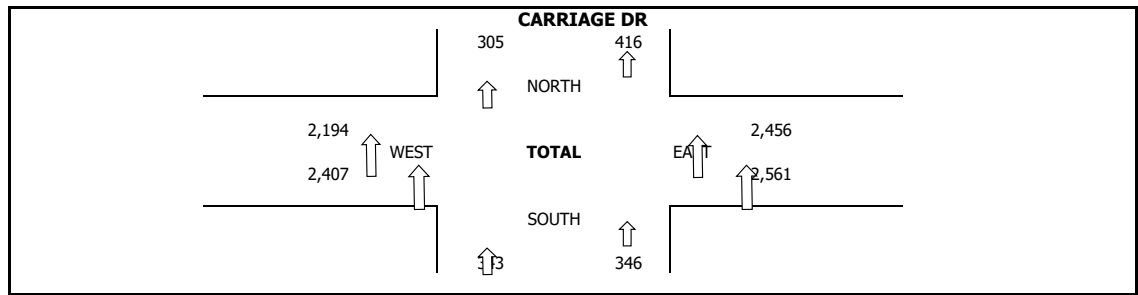 CARRIAGE DR
305 416
NORTH
2,194 2,456
WEST TOTAL
2,407 2,561
SOUTH
346